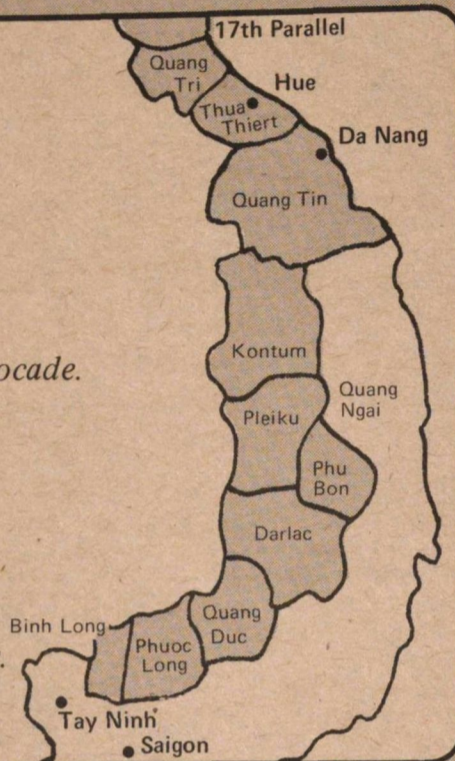 17th Parallel
Quang
Tri
Hue
Thua
Thiert
Da Nang
Quang Tin
ocade.
Kontum
Quang
Ngai
Pleiku
Phu
Bon
Darlac
Binh Long
Quang
Duc
Phuoc
Long
Tay Ninh
Saigon